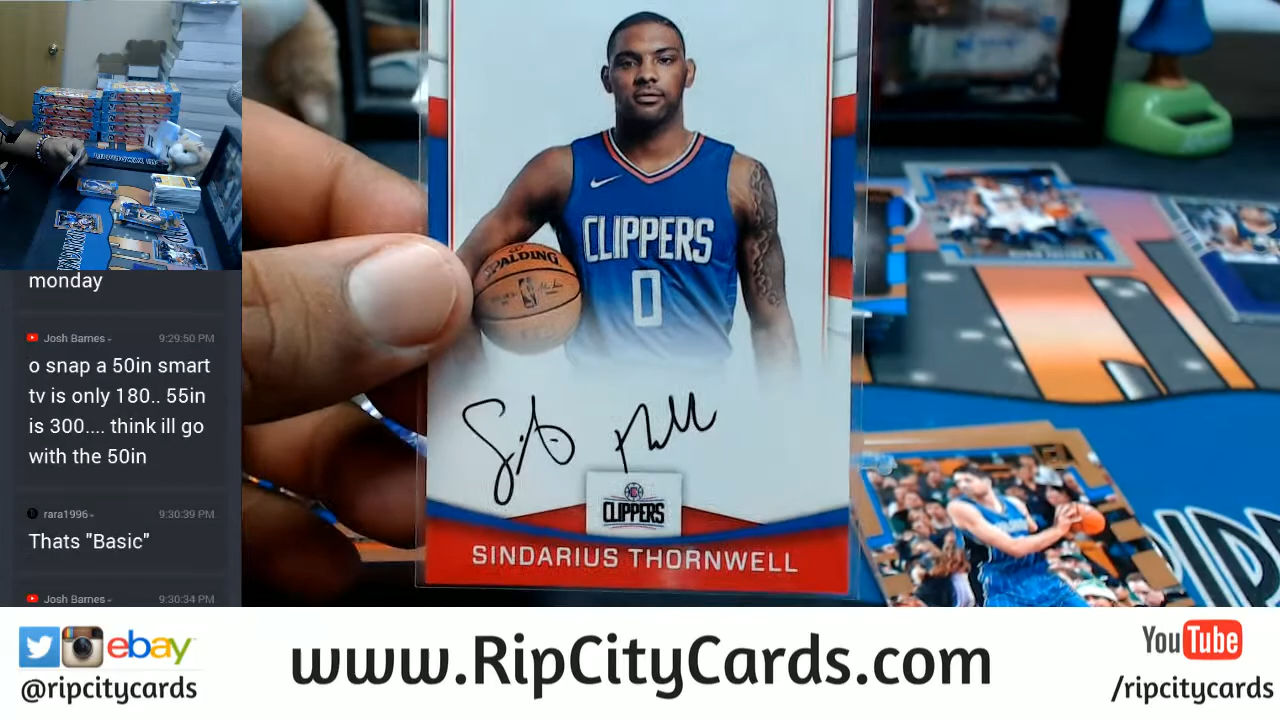 monday
Josh Barnes
9:29:50 PM
o snap a 50in smart
tv is only 180.. 55in
is 300.... think ill go
with the 50in
rara1996
9:30:39 PM
Thats "Basic"
Josh Barnes
9:30:34 PM
SPALDING
NBA
CLIPPERS
0
CLIPPERS
SINDARIUS THORNWELL
ebay
@ripcitycards
www.RipCityCards.com
YouTube
/ripcitycards